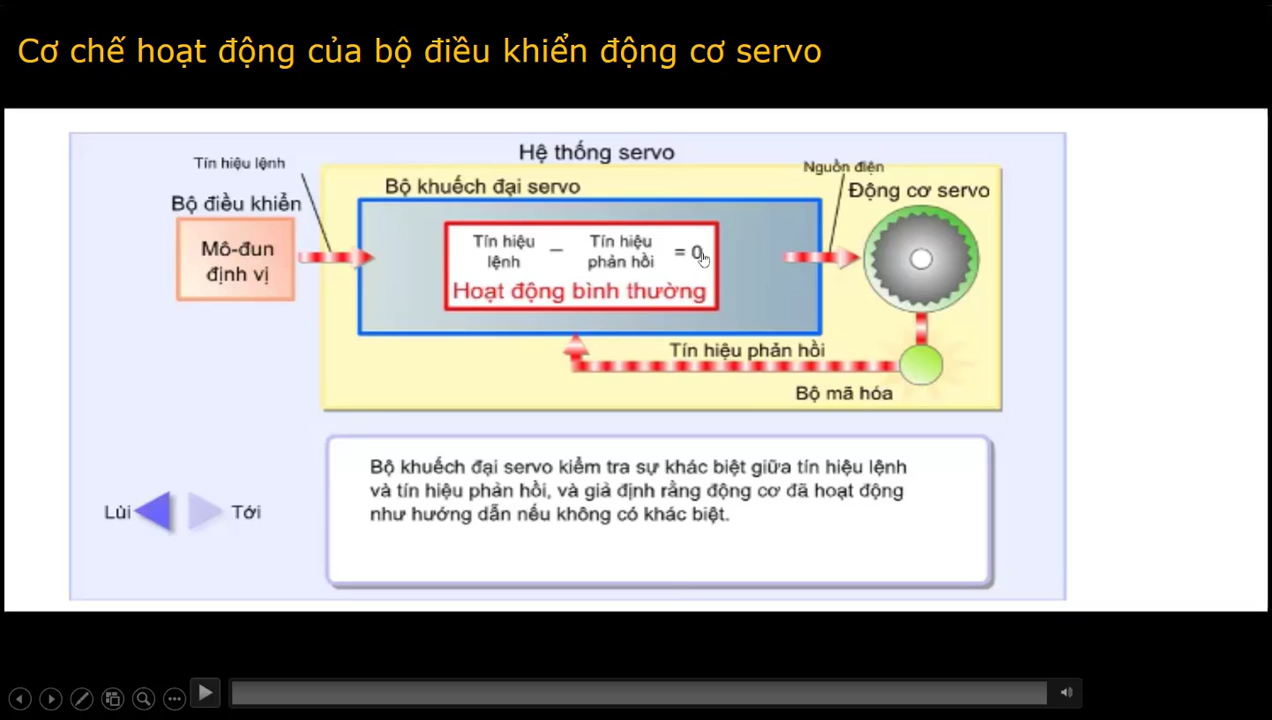 Cơ chế hoạt động của bộ điều khiển động cơ servo
Hệ thống servo
Tín hiệu lệnh
Nguồn điện
Bộ khuếch đại servo
Động cơ servo
Bộ điều khiển
Mô-đun
định vị
Tín hiệu
lệnh
–
Tín hiệu
phản hồi
= 0
Hoạt động bình thường
Tín hiệu phản hồi
Bộ mã hóa
Bộ khuếch đại servo kiểm tra sự khác biệt giữa tín hiệu lệnh
và tín hiệu phản hồi, và giả định rằng động cơ đã hoạt động
như hướng dẫn nếu không có khác biệt.
Lùi
Tới